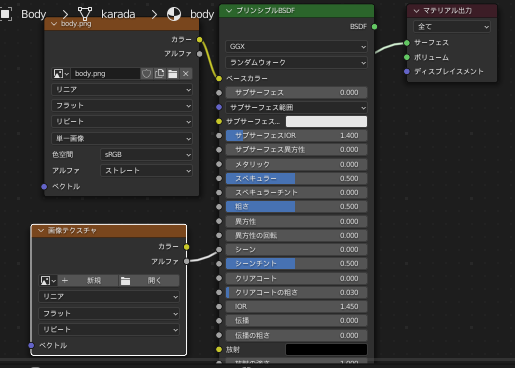 Body
karada
body
body.png
カラー
アルファ
body.png
リニア
フラット
リピート
単一画像
色空間
sRGB
アルファ
ストレート
ベクトル
画像テクスチャ
カラー
アルファ
新規
開く
リニア
フラット
リピート
ベクトル
プリンシプルBSDF
BSDF
GGX
ランダムウォーク
ベースカラー
サブサーフェス 0.000
サブサーフェス範囲
サブサーフェス...
サブサーフェスIOR 1.400
サブサーフェス異方性 0.000
メタリック 0.000
スペキュラー 0.500
スペキュラーチント 0.000
粗さ 0.500
異方性 0.000
異方性の回転 0.000
シーン 0.000
シーンチント 0.500
クリアコート 0.000
クリアコートの粗さ 0.030
IOR 1.450
伝播 0.000
伝播の粗さ 0.000
放射
放射の強さ 1.000
マテリアル出力
全て
サーフェス
ボリューム
ディスプレイスメント